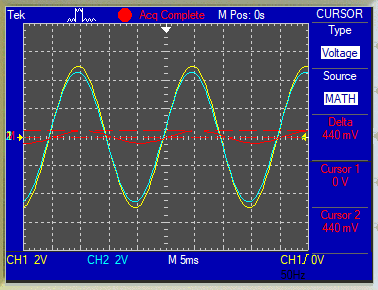 Tek Acq Complete M Pos: 0s CURSOR
Type
Voltage
Source
MATH
Delta
440 mV
Cursor 1
0 V
Cursor 2
440 mV
CH1 2V CH2 2V M 5ms CH1 0V
50Hz